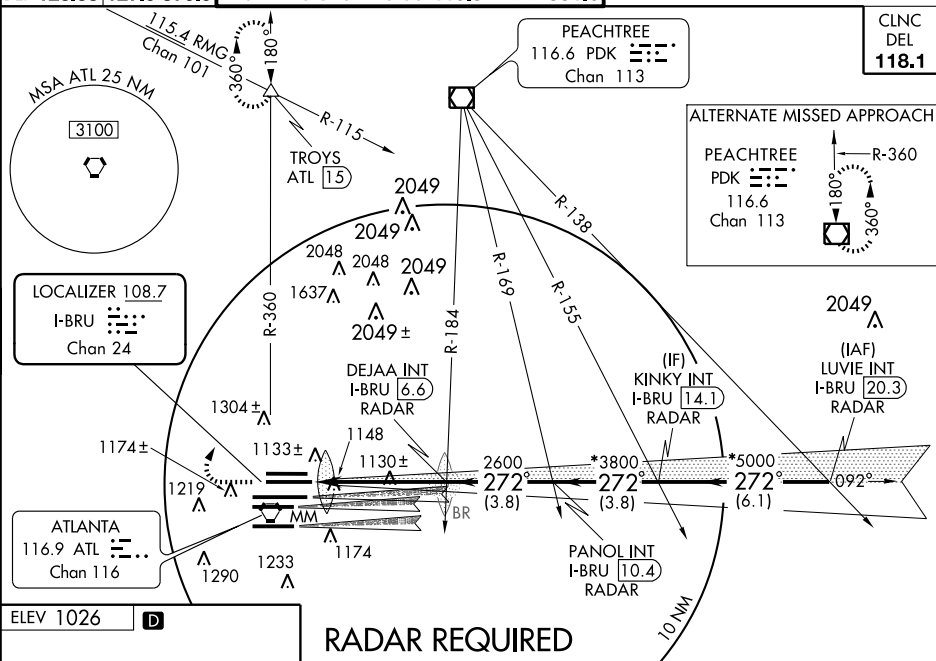 CLNC
DEL
118.1
115.4 RMG
Chan 101
360°
180°
PEACHTREE
116.6 PDK
Chan 113
MSA ATL 25 NM
3100
R-115
TROYS
ATL 15
ALTERNATE MISSED APPROACH
PEACHTREE
PDK
116.6
Chan 113
R-360
180°
360°
2049
2049
2048
2048
2049
1637
2049 ±
R-360
R-184
R-169
R-155
R-138
LOCALIZER 108.7
I-BRU
Chan 24
2049
DEJAA INT
I-BRU 6.6
RADAR
(IF)
KINKY INT
I-BRU 14.1
RADAR
(IAF)
LUVIE INT
I-BRU 20.3
RADAR
1304 ±
1174 ±
1133 ±
1148
1130 ±
1219
2600
272°
(3.8)
*3800
272°
(3.8)
*5000
272°
(6.1)
092°
MM
BR
ATLANTA
116.9 ATL
Chan 116
1174
1290
1233
PANOL INT
I-BRU 10.4
RADAR
10 NM
ELEV 1026
D
RADAR REQUIRED